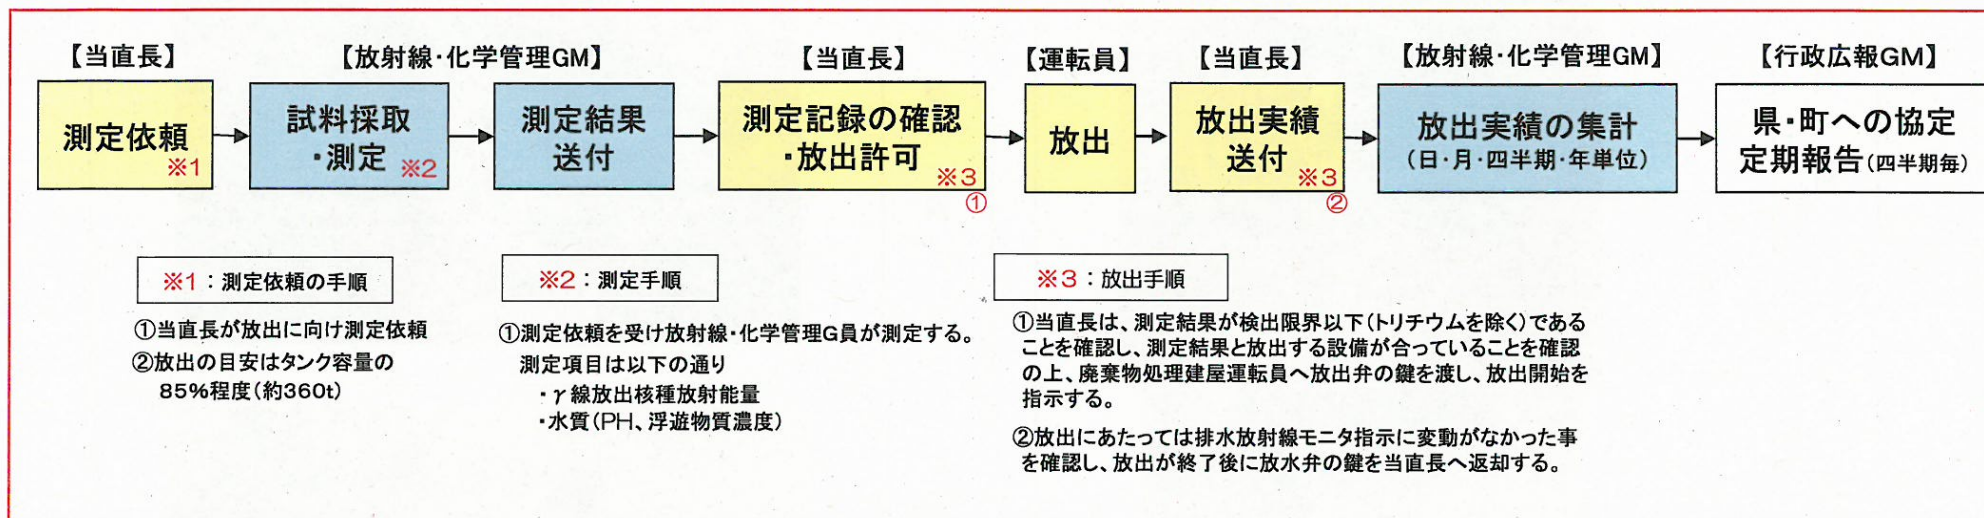 【当直長】
測定依頼
※1
【放射線・化学管理GM】
試料採取
・測定 ※2
測定結果
送付
【当直長】
測定記録の確認
・放出許可
※3
①
【運転員】
放出
【当直長】
放出実績
送付
※3
②
【放射線・化学管理GM】
放出実績の集計
（日・月・四半期・年単位）
【行政広報GM】
県・町への協定
定期報告（四半期毎）
※1：測定依頼の手順
①当直長が放出に向け測定依頼
②放出の目安はタンク容量の
85%程度（約360t）
※2：測定手順
①測定依頼を受け放射線・化学管理G員が測定する。
測定項目は以下の通り
・γ線放出核種放射能量
・水質（PH、浮遊物質濃度）
※3：放出手順
①当直長は、測定結果が検出限界以下（トリチウムを除く）である
ことを確認し、測定結果と放出する設備が合っていることを確認
の上、廃棄物処理建屋運転員へ放出弁の鍵を渡し、放出開始を
指示する。
②放出にあたっては排水放射線モニタ指示に変動がなかった事
を確認し、放出が終了後に放水弁の鍵を当直長へ返却する。